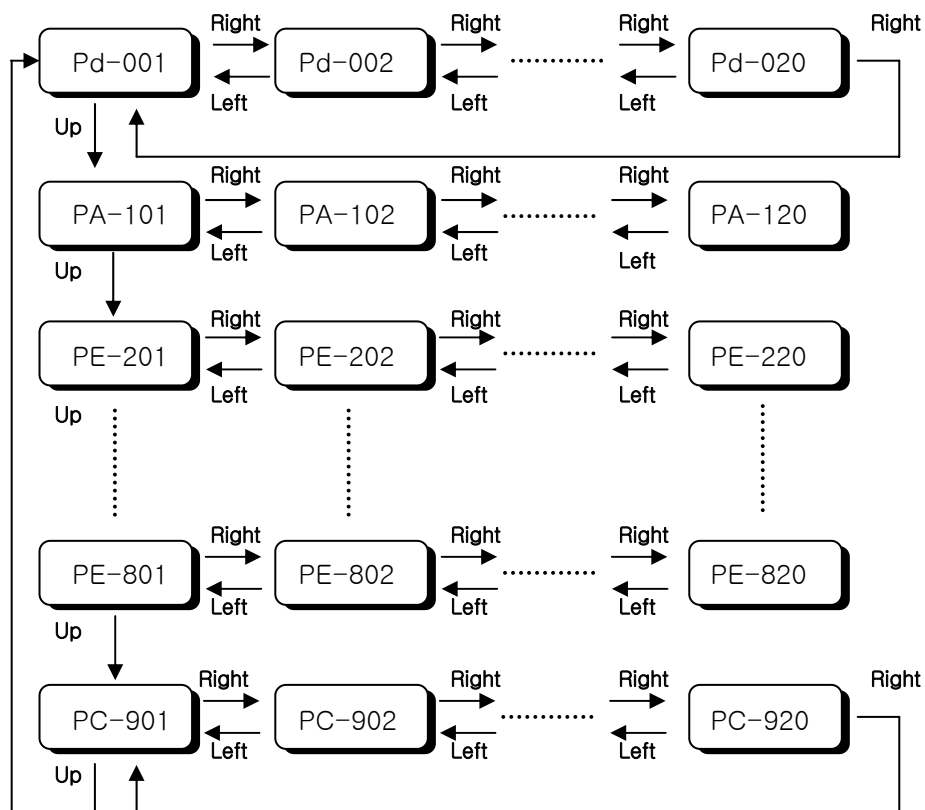 Right Right Right Right
Pd-001 Pd-002 ............ Pd-020
Left Left Left
Up
Right Right Right
PA-101 PA-102 ............ PA-120
Left Left Left
Up
Right Right Right
PE-201 PE-202 ............ PE-220
Left Left Left
Up
Right Right Right
PE-801 PE-802 ............ PE-820
Left Left Left
Up
Right Right Right Right
PC-901 PC-902 ............ PC-920
Left Left Left
Up